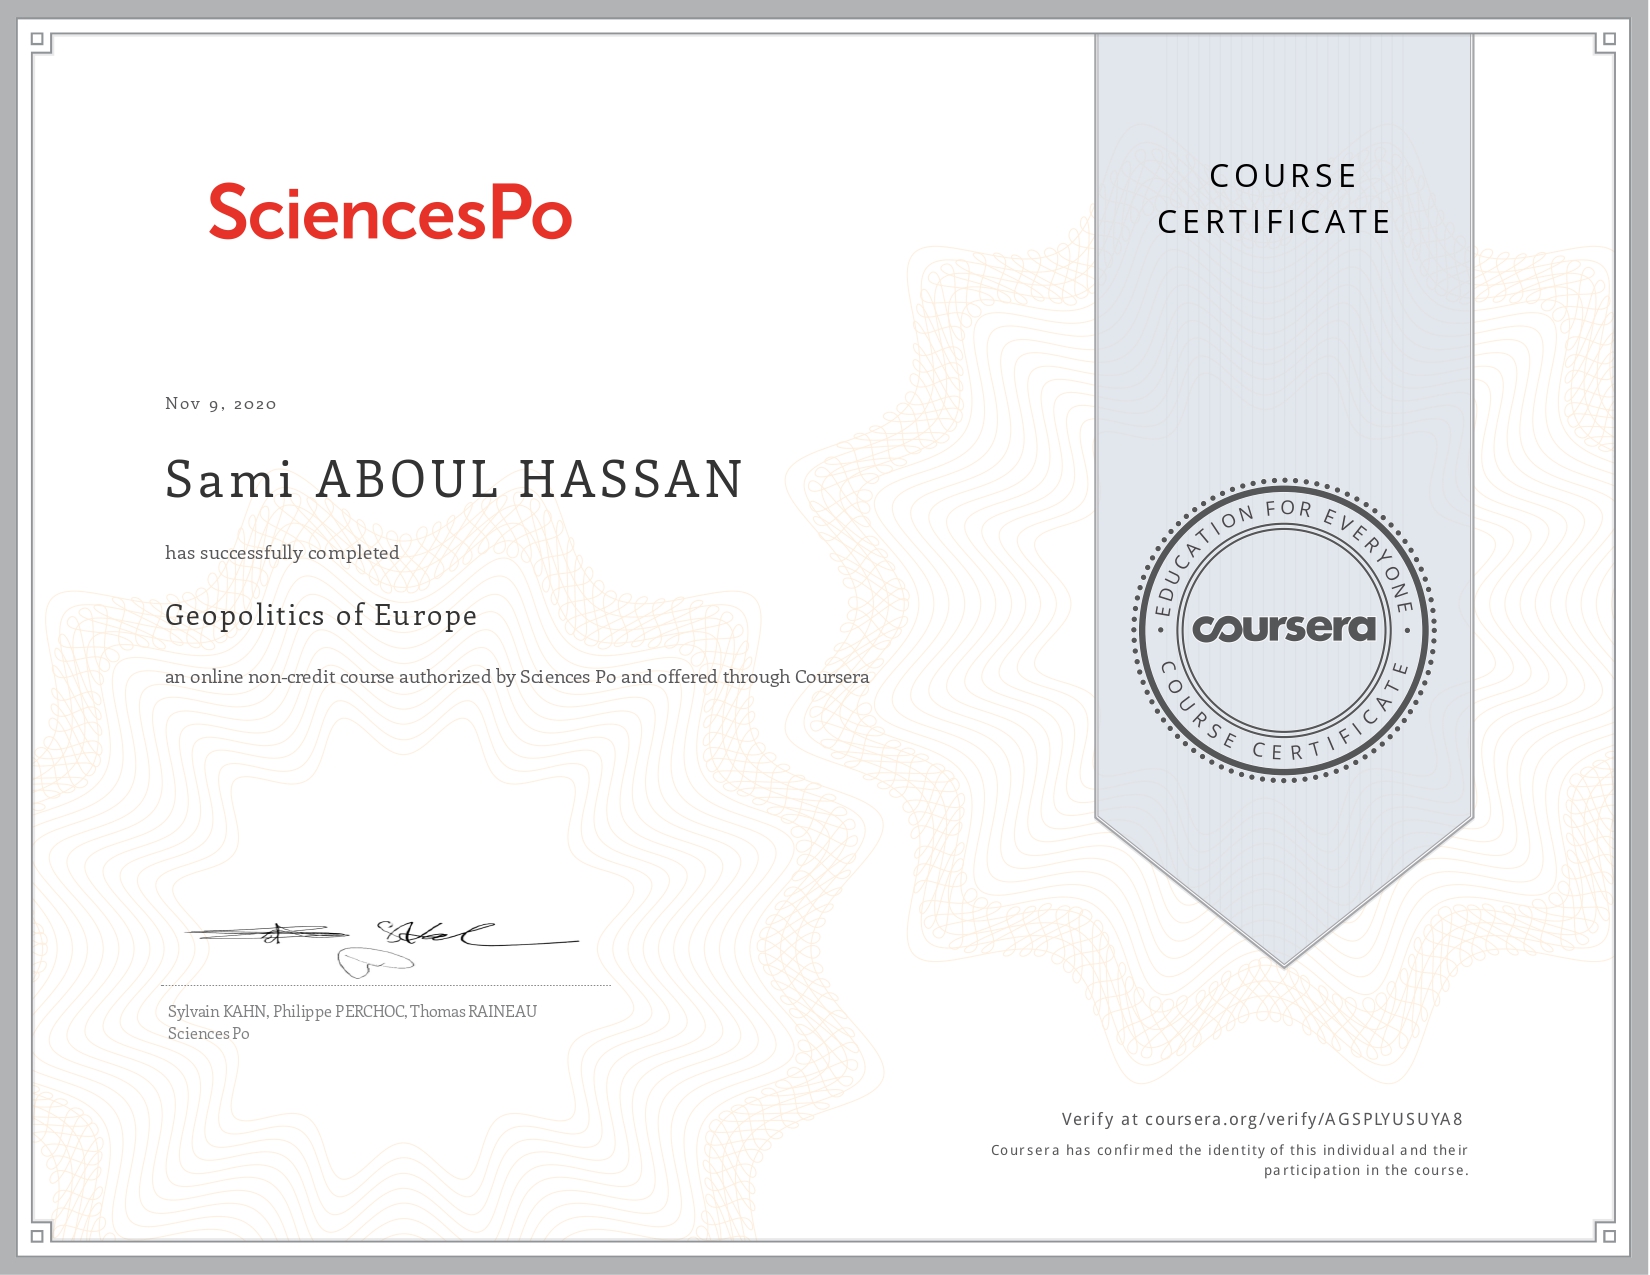 SciencesPo
COURSE
CERTIFICATE
Nov 9, 2020
Sami ABOUL HASSAN
has successfully completed
Geopolitics of Europe
an online non-credit course authorized by Sciences Po and offered through Coursera
EDUCATION FOR EVERYONE
coursera
COURSE CERTIFICATE
Sylvain KAHN, Philippe PERCHOC, Thomas RAINEAU
Sciences Po
Verify at coursera.org/verify/AGSPLYUSUYA8
Coursera has confirmed the identity of this individual and their
participation in the course.